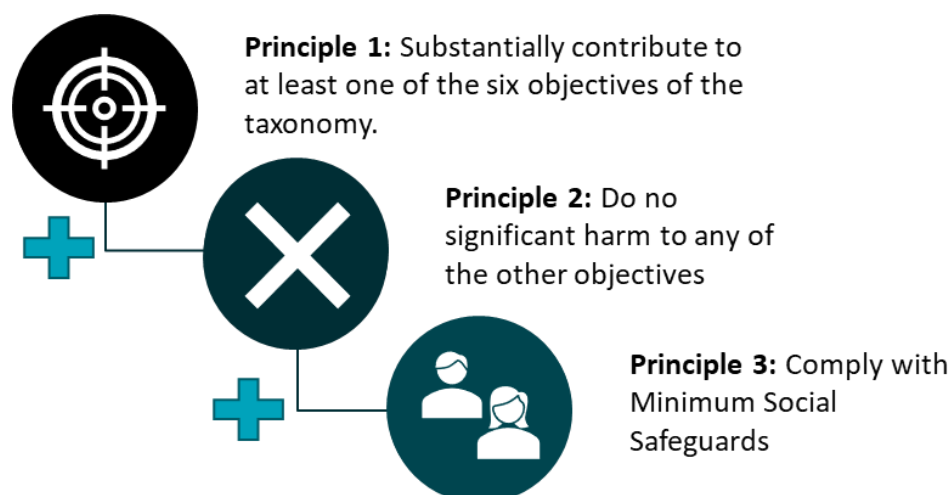 Principle 1: Substantially contribute to
at least one of the six objectives of the
taxonomy.
Principle 2: Do no
significant harm to any of
the other objectives
Principle 3: Comply with
Minimum Social
Safeguards